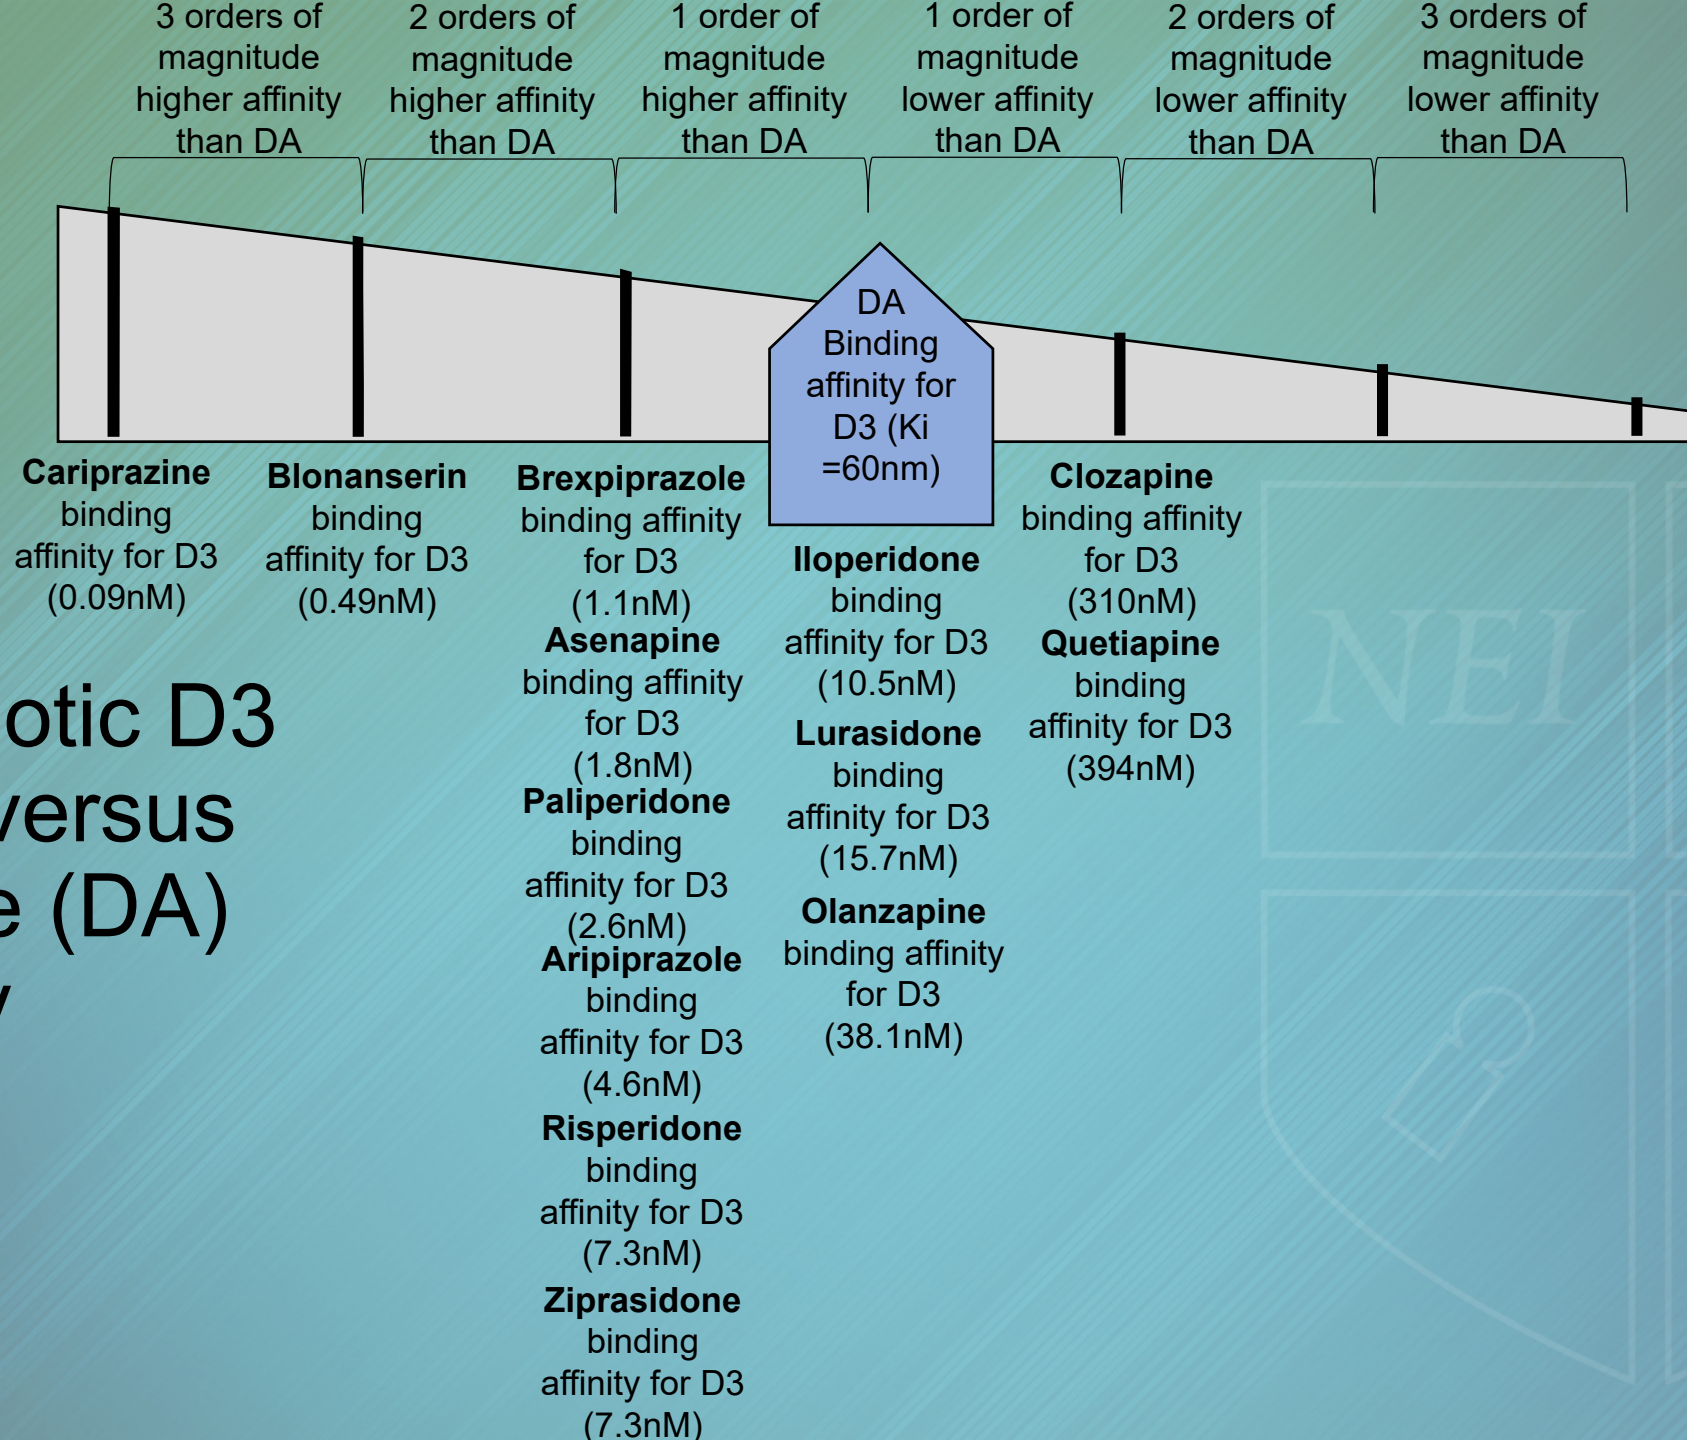 3 orders of
magnitude
higher affinity
than DA
2 orders of
magnitude
higher affinity
than DA
1 order of
magnitude
higher affinity
than DA
1 order of
magnitude
lower affinity
than DA
2 orders of
magnitude
lower affinity
than DA
3 orders of
magnitude
lower affinity
than DA
DA
Binding
affinity for
D3 (Ki
=60nm)
Cariprazine
binding
affinity for D3
(0.09nM)
Blonanserin
binding
affinity for D3
(0.49nM)
Brexpiprazole
binding affinity
for D3
(1.1nM)
Asenapine
binding affinity
for D3
(1.8nM)
Paliperidone
binding
affinity for D3
(2.6nM)
Aripiprazole
binding
affinity for D3
(4.6nM)
Risperidone
binding
affinity for D3
(7.3nM)
Ziprasidone
binding
affinity for D3
(7.3nM)
Iloperidone
binding
affinity for D3
(10.5nM)
Lurasidone
binding
affinity for D3
(15.7nM)
Olanzapine
binding affinity
for D3
(38.1nM)
Clozapine
binding affinity
for D3
(310nM)
Quetiapine
binding
affinity for D3
(394nM)
otic D3
versus
e (DA)
y
NEI